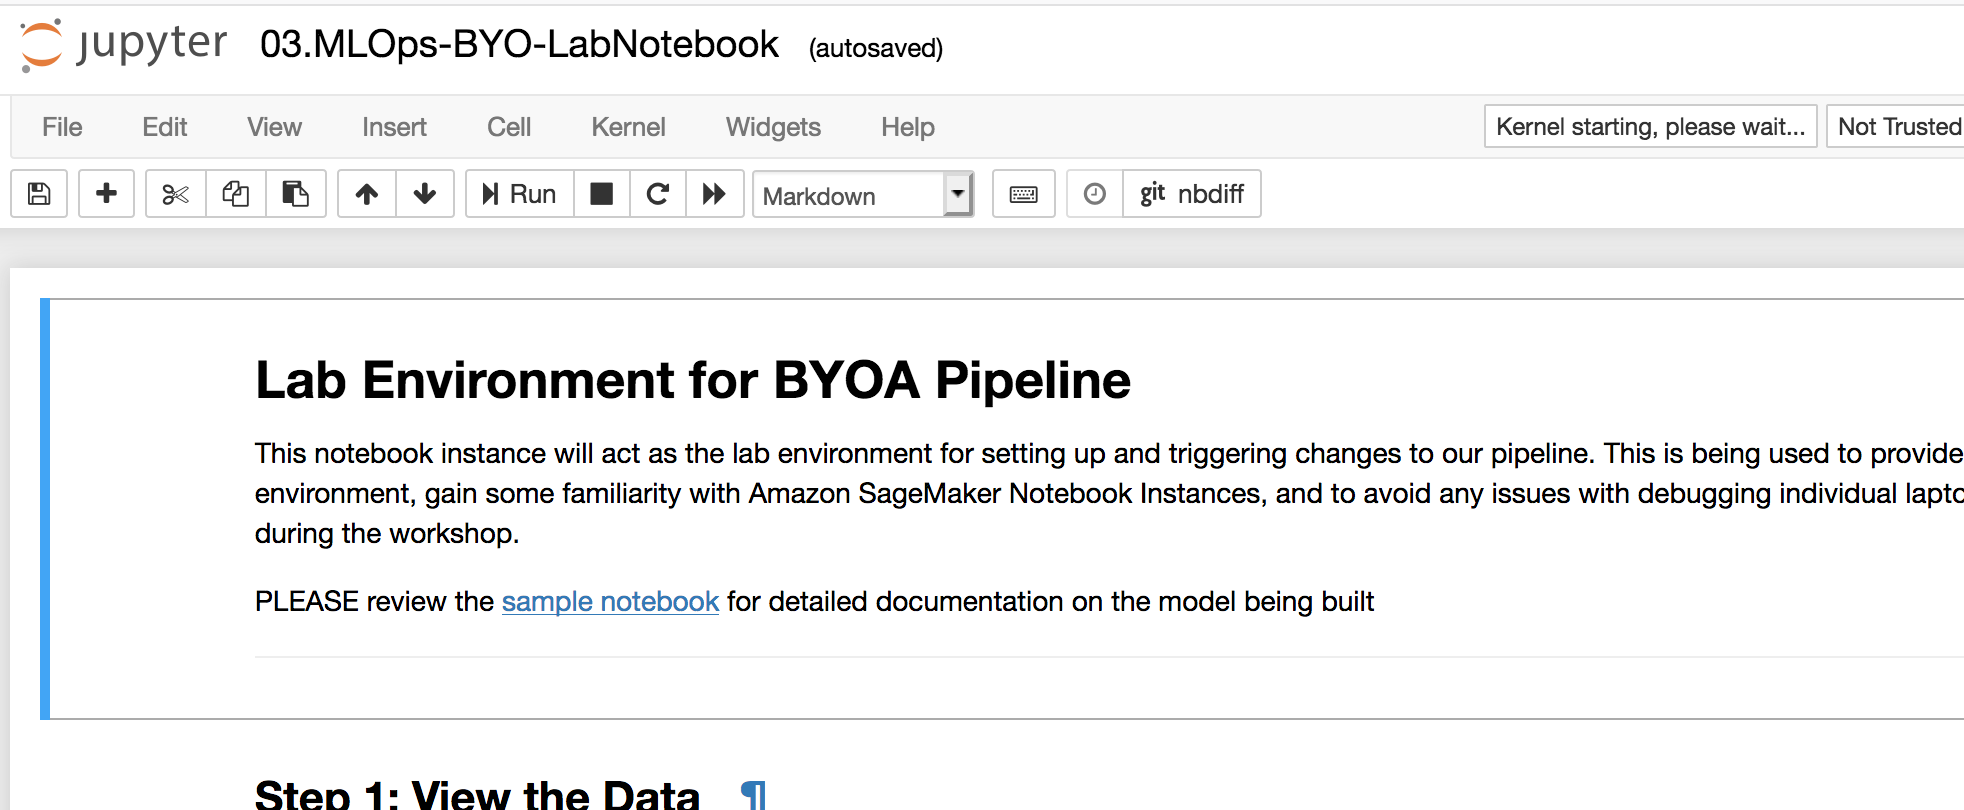 jupyter 03.MLOps-BYO-LabNotebook (autosaved)
File Edit View Insert Cell Kernel Widgets Help Kernel starting, please wait... Not Trusted
Run Markdown git nbdiff
Lab Environment for BYOA Pipeline
This notebook instance will act as the lab environment for setting up and triggering changes to our pipeline. This is being used to provide
environment, gain some familiarity with Amazon SageMaker Notebook Instances, and to avoid any issues with debugging individual
during the workshop.
PLEASE review the sample notebook for detailed documentation on the model being built
Step 1: View the Data ¶